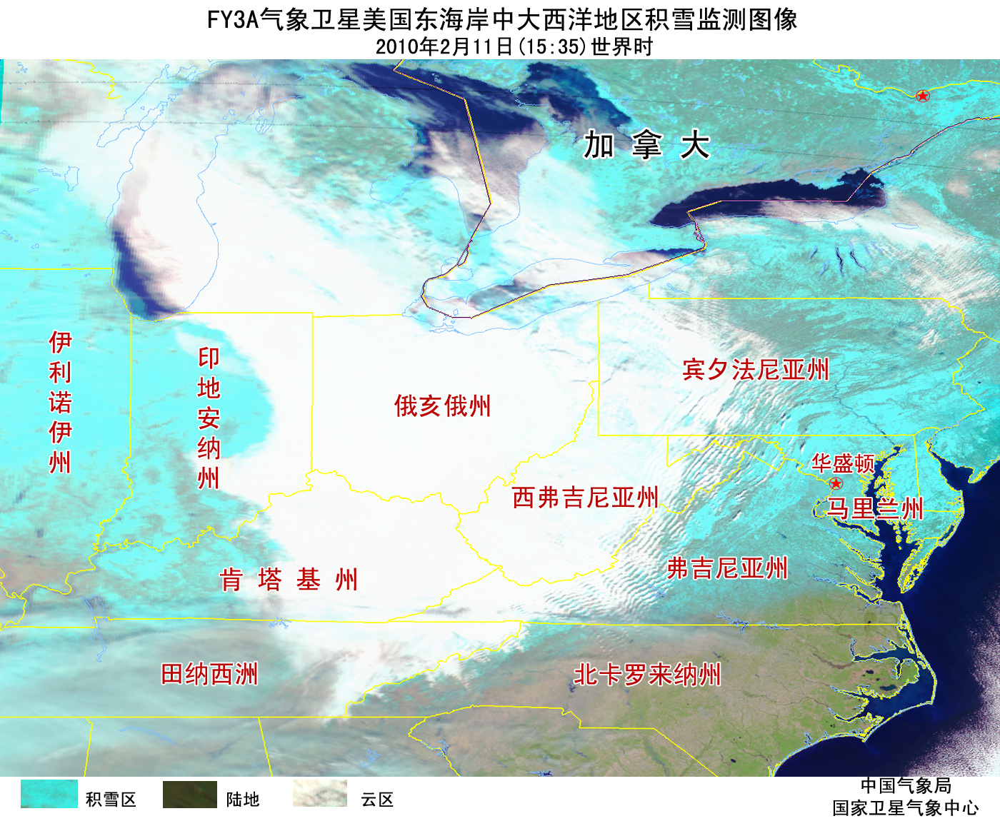 FY3A气象卫星美国东海岸中大西洋地区积雪监测图像
2010年2月11日(15:35)世界时
加拿大
伊利诺伊州
印地安纳州
俄亥俄州
宾夕法尼亚州
华盛顿
西弗吉尼亚州
马里兰州
弗吉尼亚州
肯塔基州
田纳西洲
北卡罗来纳州
积雪区
陆地
云区
中国气象局
国家卫星气象中心